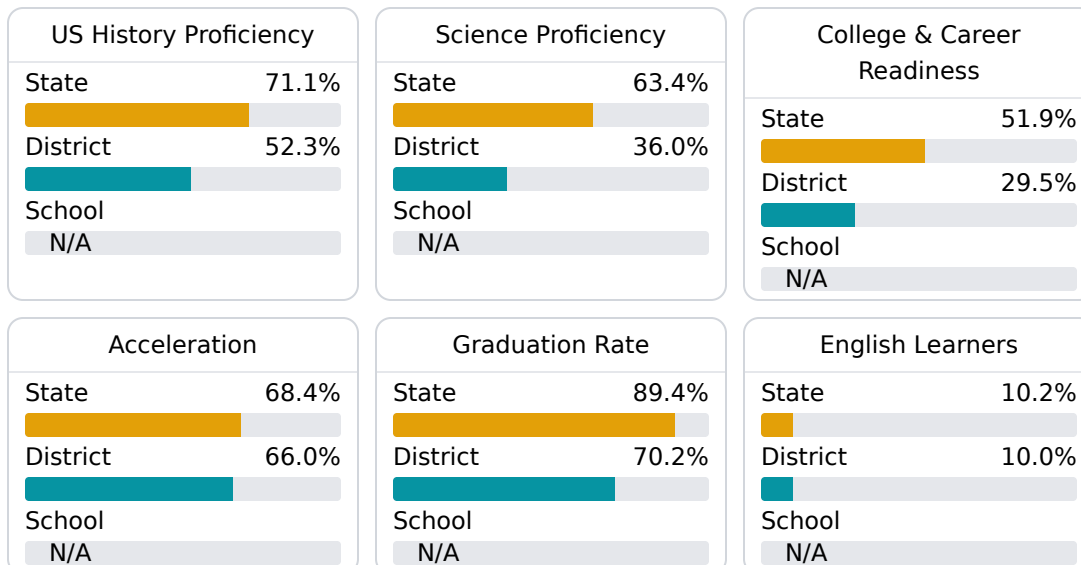 US History Proficiency
State 71.1%
District 52.3%
School
N/A
Science Proficiency
State 63.4%
District 36.0%
School
N/A
College & Career
Readiness
State 51.9%
District 29.5%
School
N/A
Acceleration
State 68.4%
District 66.0%
School
N/A
Graduation Rate
State 89.4%
District 70.2%
School
N/A
English Learners
State 10.2%
District 10.0%
School
N/A